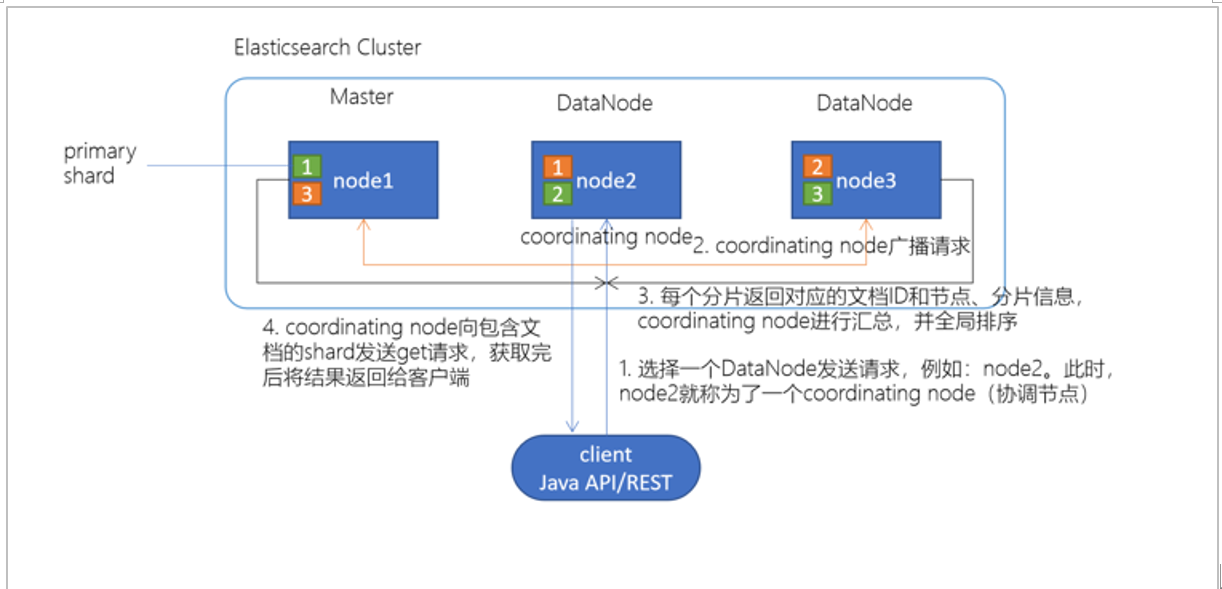 Elasticsearch Cluster
Master
DataNode
DataNode
primary
shard
1
3
node1
1
2
node2
2
3
node3
coordinating node
2. coordinating node广播请求
3. 每个分片返回对应的文档ID和节点、分片信息，
coordinating node进行汇总，并全局排序
4. coordinating node向包含文
档的shard发送get请求，获取完
后将结果返回给客户端
1. 选择一个DataNode发送请求，例如：node2。此时，
node2就称为了一个coordinating node（协调节点）
client
Java API/REST